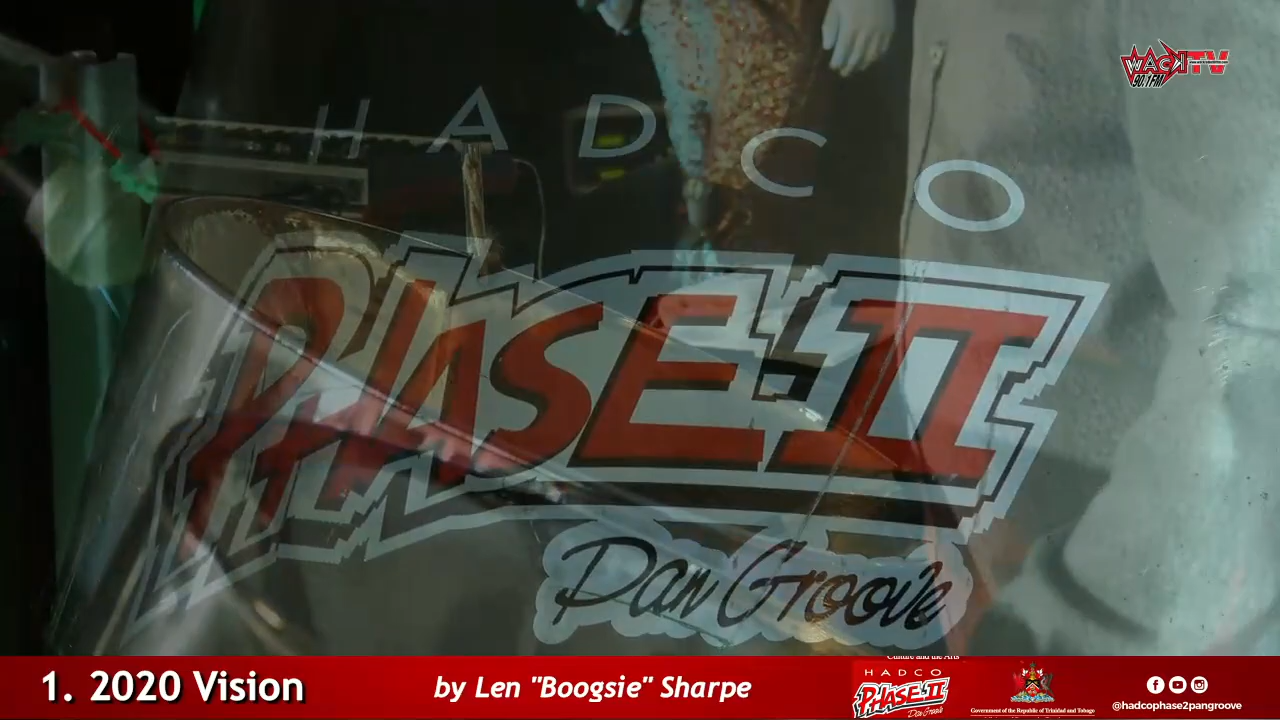 WACK TV
90.1FM
HADCO
PHASE II
Pan Groove
1. 2020 Vision
by Len "Boogsie" Sharpe
Culture and the Arts
HADCO
PHASE II
Pan Groove
Government of the Republic of Trinidad and Tobago
@hadcophase2pangroove